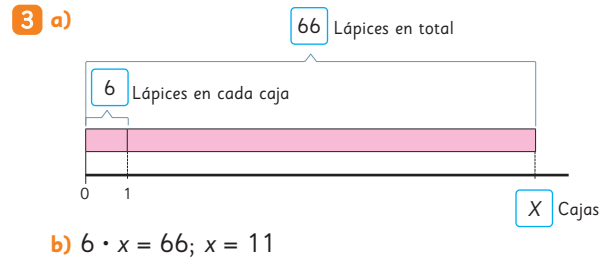 3 a)
66 Lápices en total
6 Lápices en cada caja
0 1
X Cajas
b) 6 · x = 66; x = 11